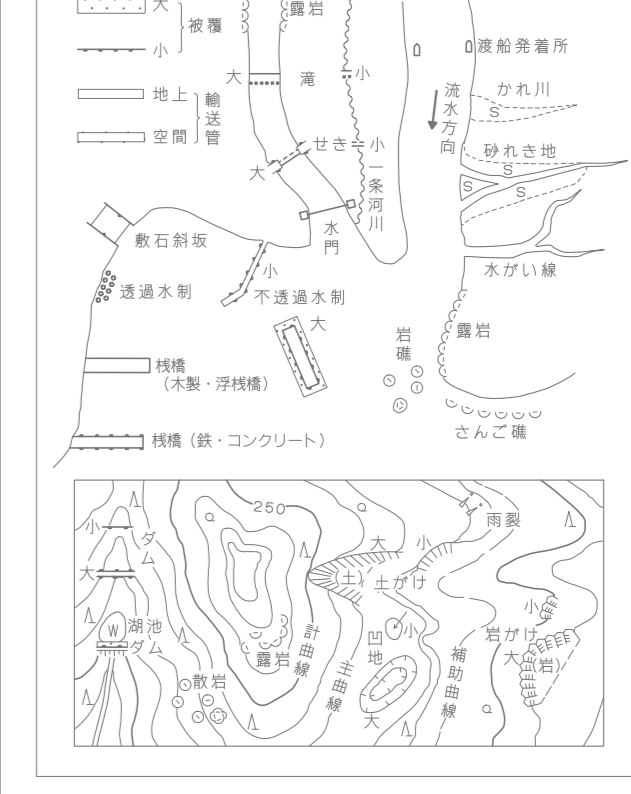 大
被覆
小
地上
空間
輸送管
露岩
大
滝
小
大
せき
小
一条河川
水門
流水方向
渡船発着所
かれ川
S
砂れき地
S
S
S
水がい線
露岩
さんご礁
岩礁
敷石斜坂
透過水制
小
不透過水制
大
桟橋
(木製・浮桟橋)
桟橋(鉄・コンクリート)
小
ダム
大
W
湖池
ダム
250
Q
Q
計曲線
露岩
散岩
主曲線
大
小
土
土がけ
雨裂
凹地
小
大
補助曲線
小
岩がけ
大
岩
Q